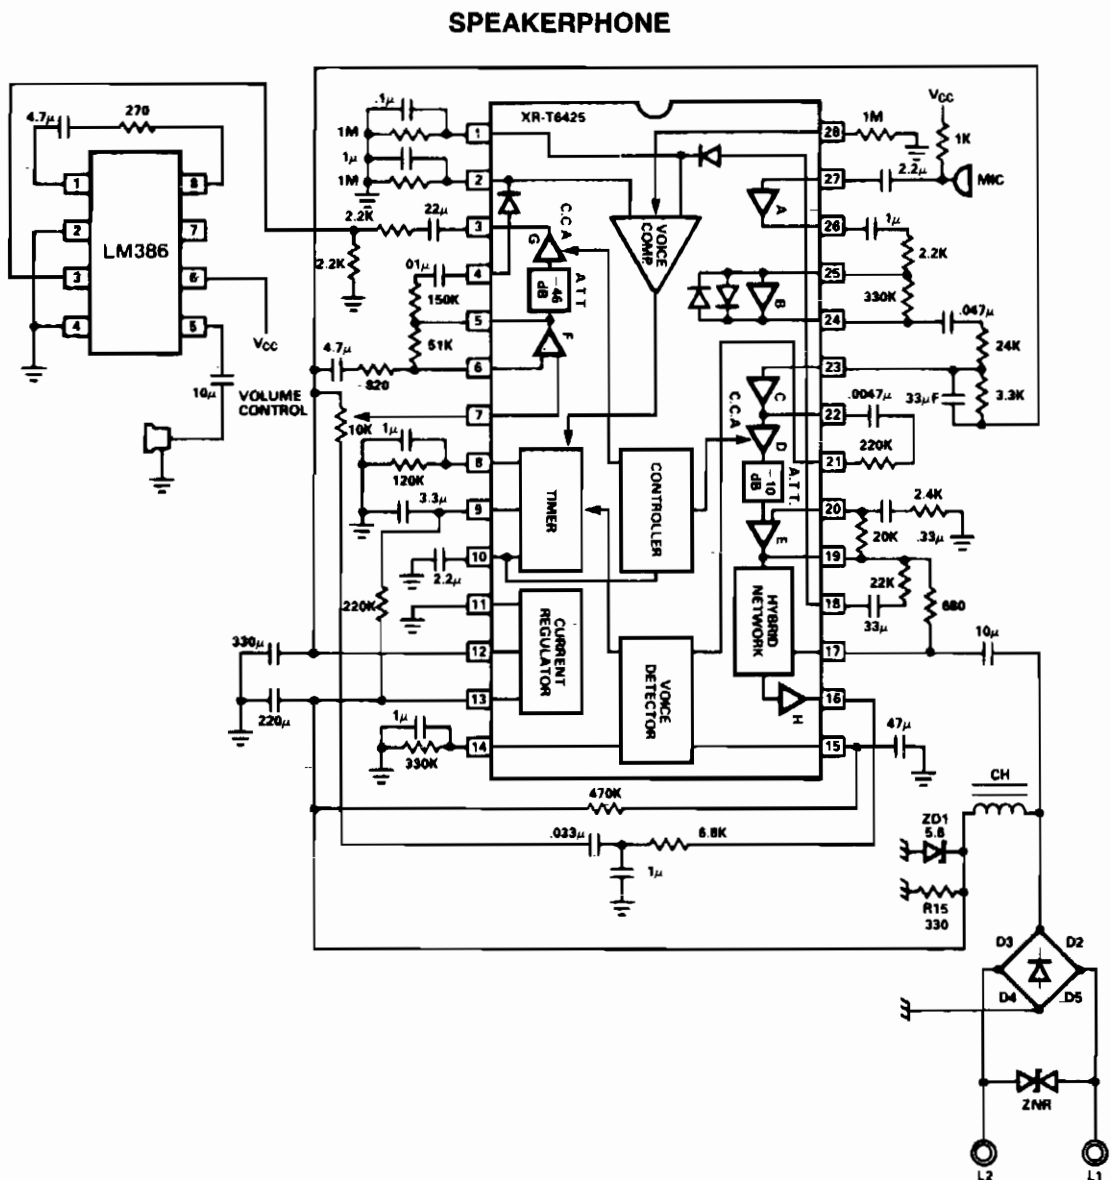 SPEAKERPHONE
4.7μ
270
1
8
2
7
LM386
3
6
4
5
VCC
10μ
VOLUME
CONTROL
XR-T6425
.1μ
1M
1
1μ
1M
2
2.2K
22μ
3
2.2K
01μ
4
150K
5
51K
4.7μ
820
6
10K
7
1μ
120K
8
3.3μ
9
2.2μ
10
220K
11
330μ
12
220μ
13
1μ
330K
14
C.C.A
G
A.T.T
-46
dB
F
VOICE
COMP.
A
B
C
C.C.A
D
A.T.T.
-10
dB
E
TIMER
CONTROLLER
HYBRID
NETWORK
CURRENT
REGULATOR
VOICE
DETECTOR
H
28
1M
VCC
1K
27
2.2μ
MIC
26
1μ
2.2K
25
330K
24
.047μ
24K
23
33μF
3.3K
22
.0047μ
21
220K
20
2.4K
20K
.33μ
19
22K
18
33μ
680
17
10μ
16
15
47μ
470K
.033μ
6.8K
1μ
CH
ZD1
5.6
R15
330
D3
D2
D4
D5
ZNR
L2
L1